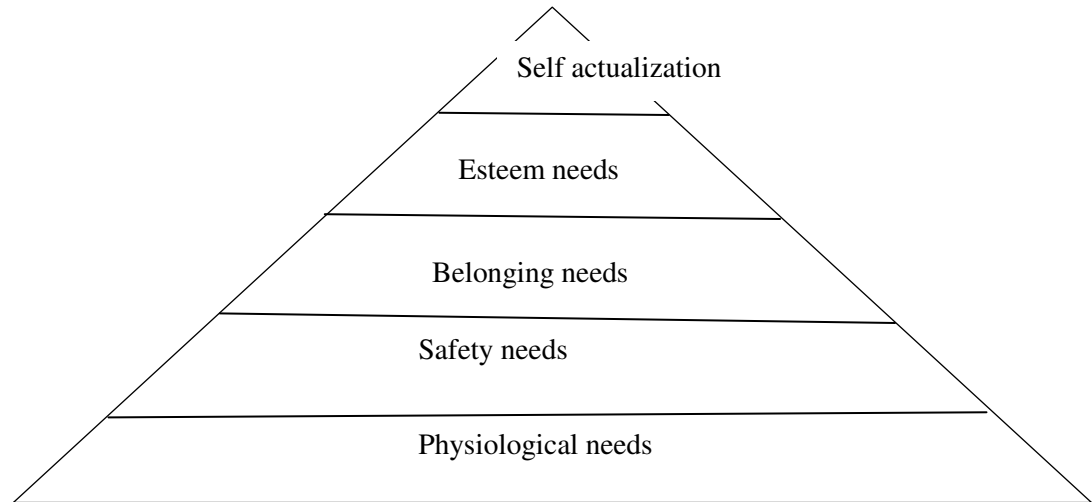 Self actualization
Esteem needs
Belonging needs
Safety needs
Physiological needs